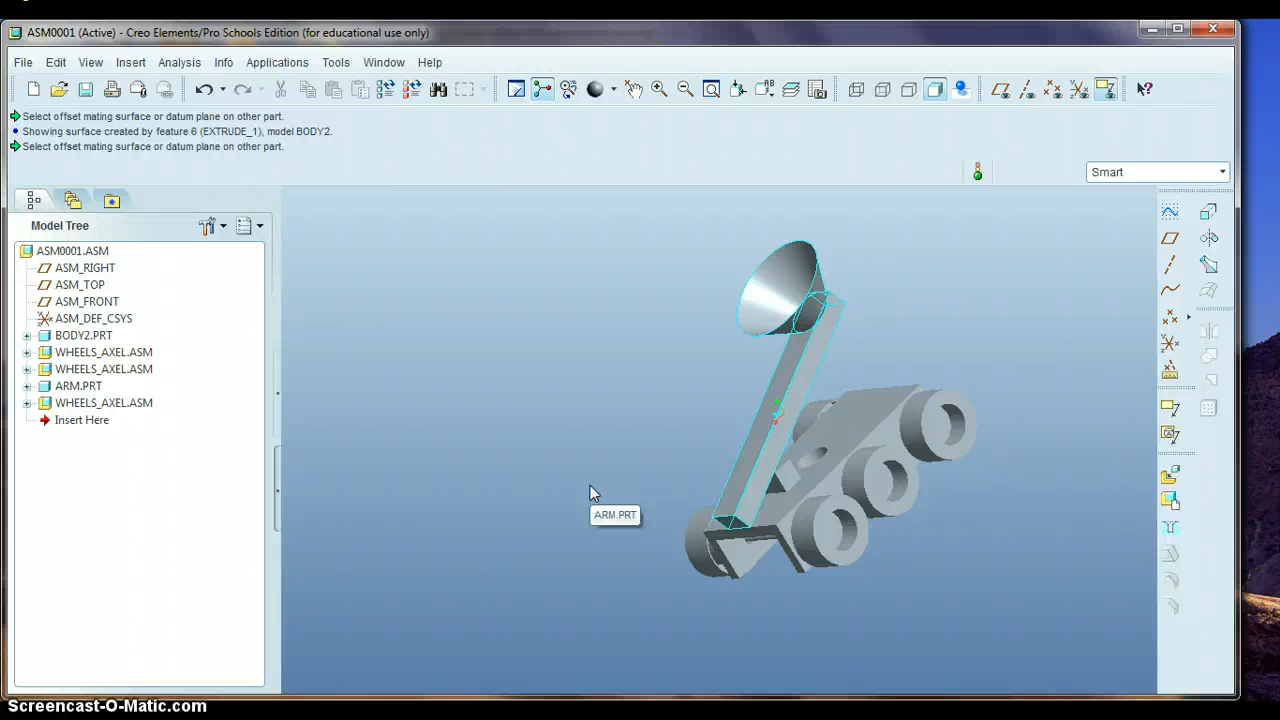 ASM0001 (Active) - Creo Elements/Pro Schools Edition (for educational use only)
File Edit View Insert Analysis Info Applications Tools Window Help
Select offset mating surface or datum plane on other part.
Showing surface created by feature 6 (EXTRUDE_1), model BODY2.
Select offset mating surface or datum plane on other part.
Smart
Model Tree
ASM0001.ASM
ASM_RIGHT
ASM_TOP
ASM_FRONT
ASM_DEF_CSYS
BODY2.PRT
WHEELS_AXEL.ASM
WHEELS_AXEL.ASM
ARM.PRT
WHEELS_AXEL.ASM
Insert Here
ARM.PRT
Screencast-O-Matic.com